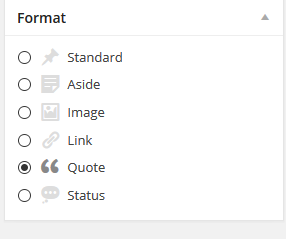 Format
Standard
Aside
Image
Link
Quote
Status